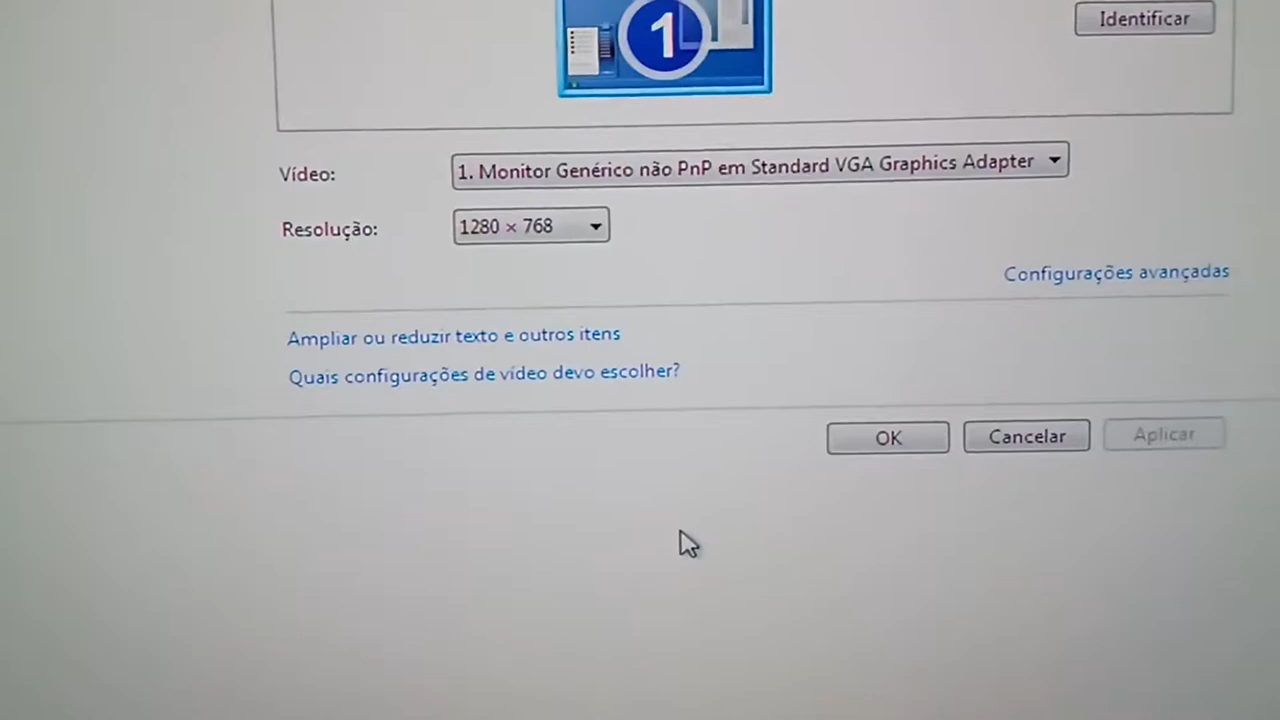 1
Identificar
Vídeo:
1. Monitor Genérico não PnP em Standard VGA Graphics Adapter
Resolução:
1280 × 768
Configurações avançadas
Ampliar ou reduzir texto e outros itens
Quais configurações de vídeo devo escolher?
OK
Cancelar
Aplicar